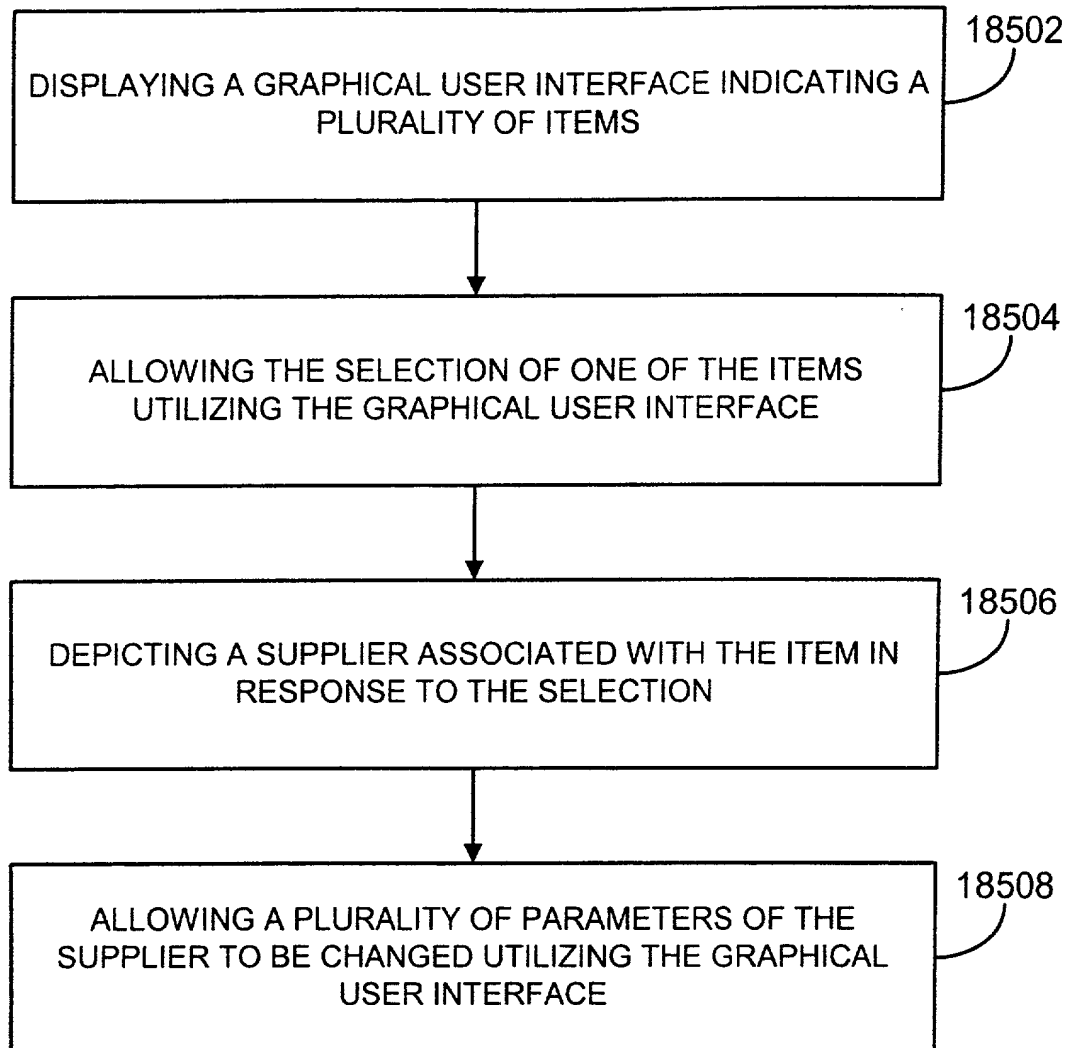 18502
DISPLAYING A GRAPHICAL USER INTERFACE INDICATING A
PLURALITY OF ITEMS
18504
ALLOWING THE SELECTION OF ONE OF THE ITEMS
UTILIZING THE GRAPHICAL USER INTERFACE
18506
DEPICTING A SUPPLIER ASSOCIATED WITH THE ITEM IN
RESPONSE TO THE SELECTION
18508
ALLOWING A PLURALITY OF PARAMETERS OF THE
SUPPLIER TO BE CHANGED UTILIZING THE GRAPHICAL
USER INTERFACE